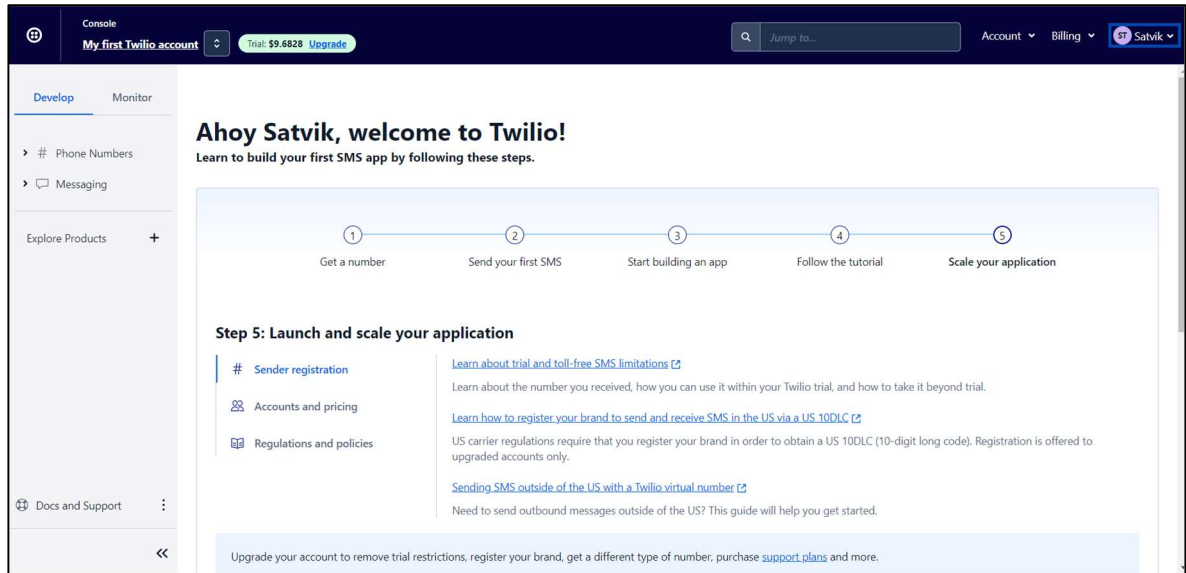 Console
My first Twilio account
Trial: $9.6828 Upgrade
Jump to...
Account
Billing
ST Satvik
Develop
Monitor
# Phone Numbers
Messaging
Explore Products +
Docs and Support
Ahoy Satvik, welcome to Twilio!
Learn to build your first SMS app by following these steps.
1
Get a number
2
Send your first SMS
3
Start building an app
4
Follow the tutorial
5
Scale your application
Step 5: Launch and scale your application
# Sender registration
Accounts and pricing
Regulations and policies
Learn about trial and toll-free SMS limitations
Learn about the number you received, how you can use it within your Twilio trial, and how to take it beyond trial.
Learn how to register your brand to send and receive SMS in the US via a US 10DLC
US carrier regulations require that you register your brand in order to obtain a US 10DLC (10-digit long code). Registration is offered to
upgraded accounts only.
Sending SMS outside of the US with a Twilio virtual number
Need to send outbound messages outside of the US? This guide will help you get started.
Upgrade your account to remove trial restrictions, register your brand, get a different type of number, purchase support plans and more.